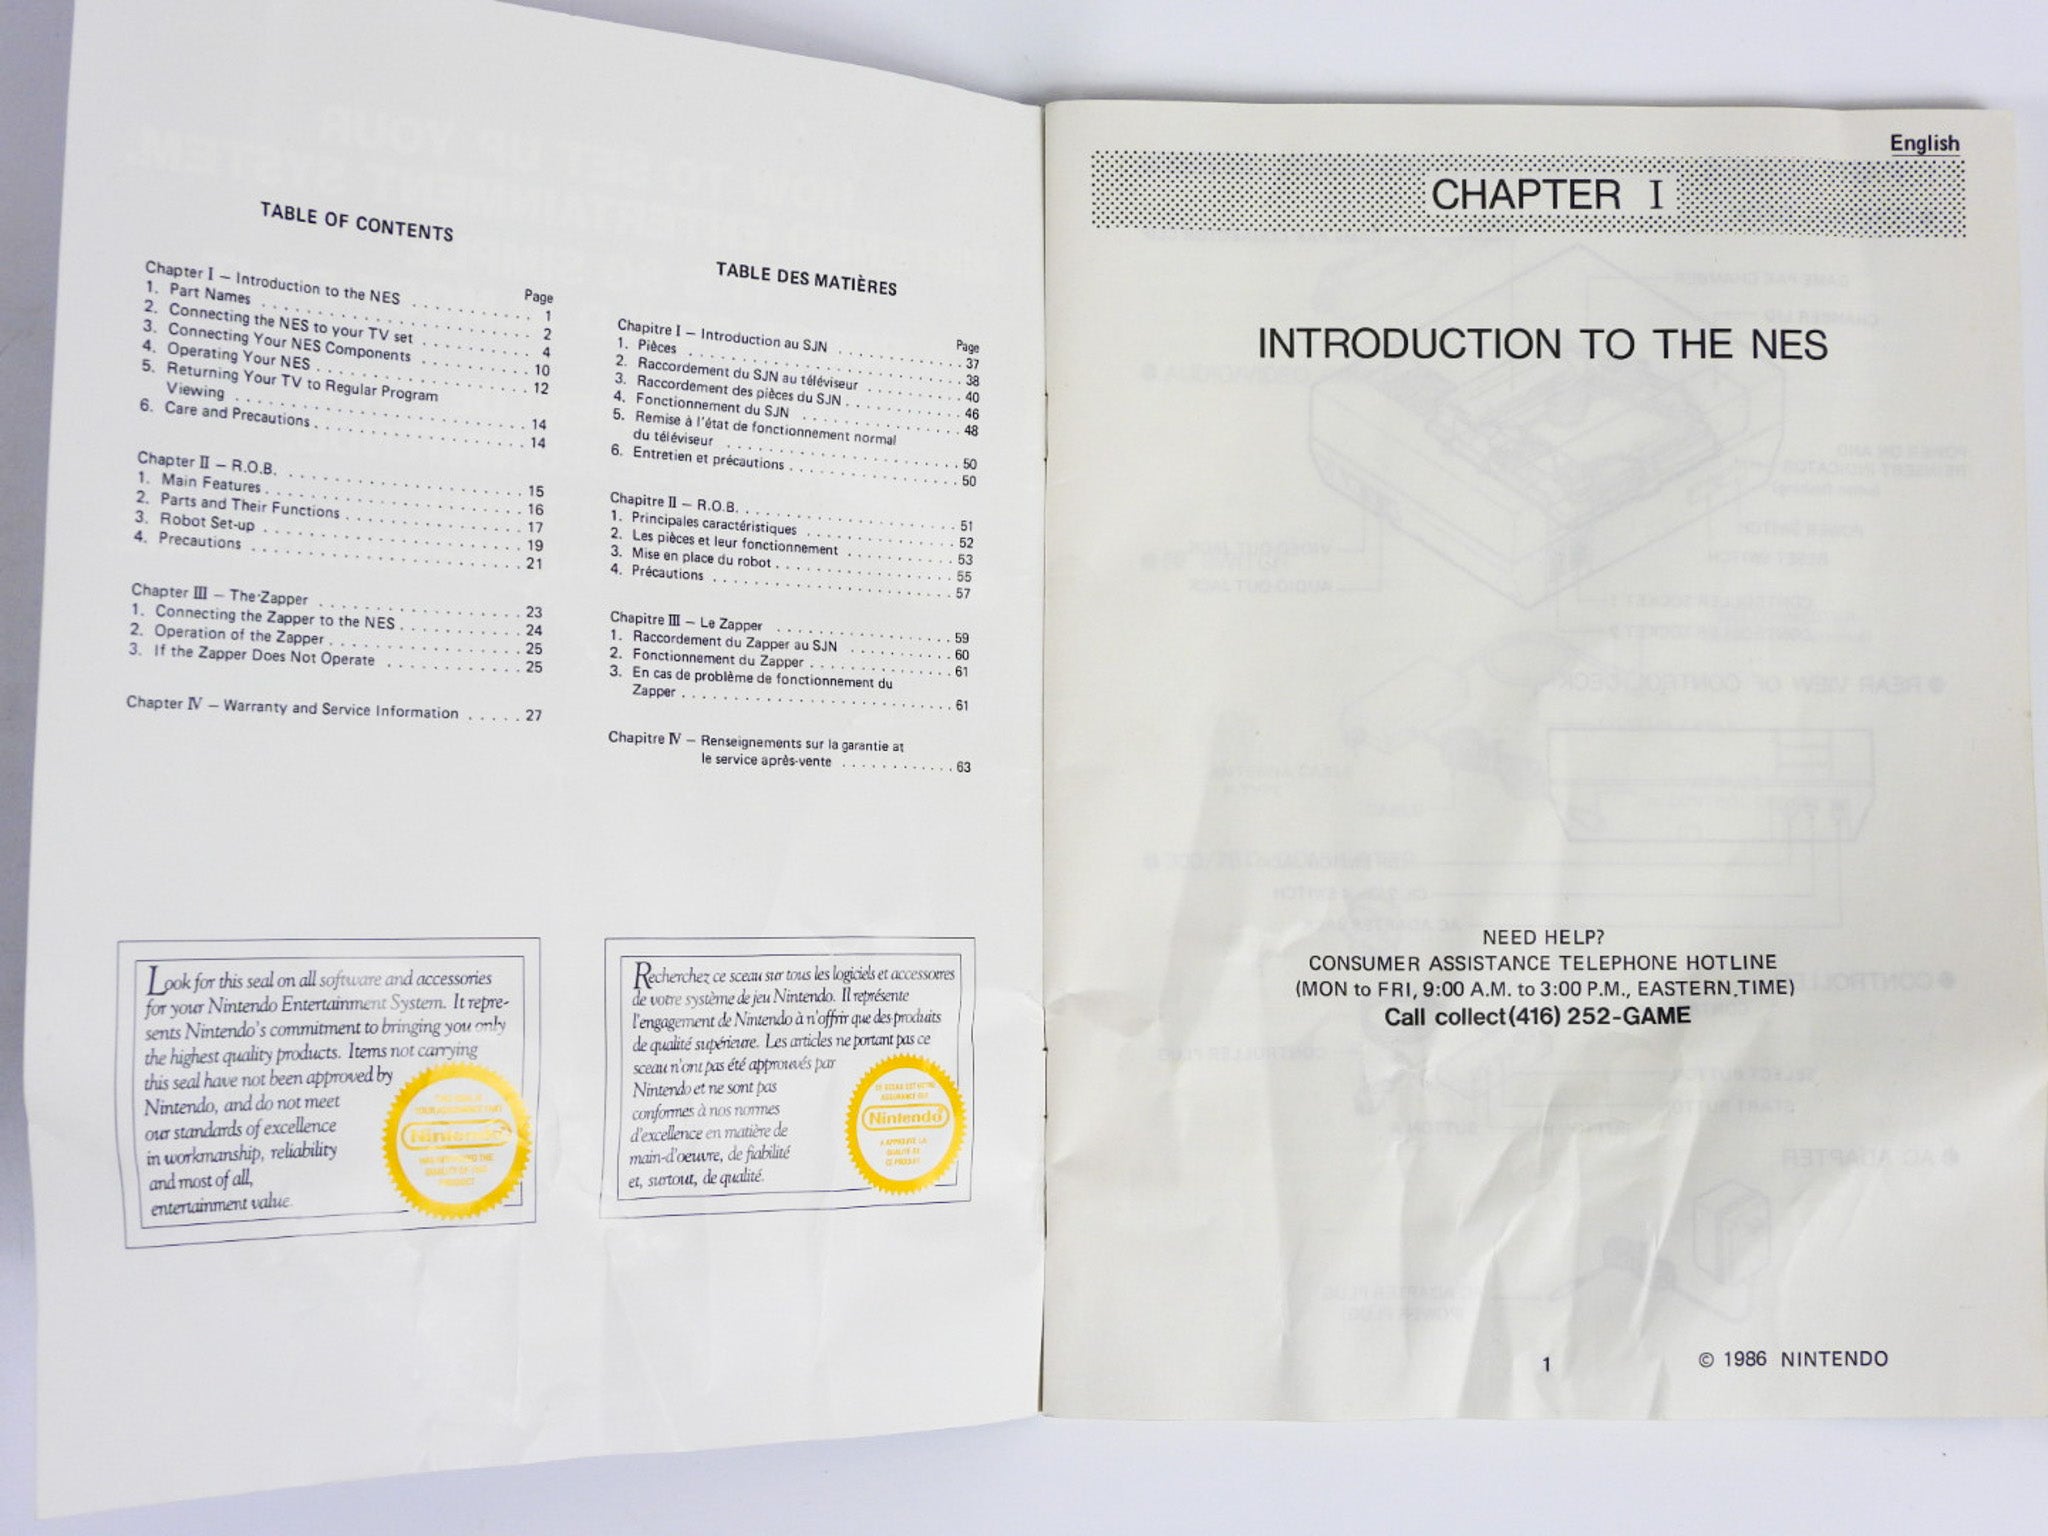 TABLE OF CONTENTS
Page
Chapter I – Introduction to the NES . . . . . . . . . . 1
1. Part Names . . . . . . . . . . 2
2. Connecting the NES to your TV set . . . . . . . . . . 4
3. Connecting Your NES Components . . . . . . . . . . 10
4. Operating Your NES . . . . . . . . . . 12
5. Returning Your TV to Regular Program
Viewing . . . . . . . . . . 14
6. Care and Precautions . . . . . . . . . . 14
Chapter II – R.O.B. . . . . . . . . . . 15
1. Main Features . . . . . . . . . . 16
2. Parts and Their Functions . . . . . . . . . . 17
3. Robot Set-up . . . . . . . . . . 19
4. Precautions . . . . . . . . . . 21
Chapter III – The Zapper . . . . . . . . . . 23
1. Connecting the Zapper to the NES . . . . . . . . . . 24
2. Operation of the Zapper . . . . . . . . . . 25
3. If the Zapper Does Not Operate . . . . . . . . . . 25
Chapter IV – Warranty and Service Information . . . . . 27
TABLE DES MATIÈRES
Page
Chapitre I – Introduction au SJN . . . . . . . . . . 37
1. Pièces . . . . . . . . . . 38
2. Raccordement du SJN au téléviseur . . . . . . . . . . 40
3. Raccordement des pièces du SJN . . . . . . . . . . 46
4. Fonctionnement du SJN . . . . . . . . . . 48
5. Remise à l'état de fonctionnement normal
du téléviseur . . . . . . . . . . 50
6. Entretien et précautions . . . . . . . . . . 50
Chapitre II – R.O.B. . . . . . . . . . . 51
1. Principales caractéristiques . . . . . . . . . . 52
2. Les pièces et leur fonctionnement . . . . . . . . . . 53
3. Mise en place du robot . . . . . . . . . . 55
4. Précautions . . . . . . . . . . 57
Chapitre III – Le Zapper . . . . . . . . . . 59
1. Raccordement du Zapper au SJN . . . . . . . . . . 60
2. Fonctionnement du Zapper . . . . . . . . . . 61
3. En cas de problème de fonctionnement du
Zapper . . . . . . . . . . 61
Chapitre IV – Renseignements sur la garantie at
le service après-vente . . . . . . . . . . 63
Look for this seal on all software and accessories
for your Nintendo Entertainment System. It repre-
sents Nintendo's commitment to bringing you only
the highest quality products. Items not carrying
this seal have not been approved by
Nintendo, and do not meet
our standards of excellence
in workmanship, reliability
and most of all,
entertainment value.
Nintendo
Recherchez ce sceau sur tous les logiciels et accessoires
de votre système de jeu Nintendo. Il représente
l'engagement de Nintendo à n'offrir que des produits
de qualité supérieure. Les articles ne portant pas ce
sceau n'ont pas été approuvés par
Nintendo et ne sont pas
conformes à nos normes
d'excellence en matière de
main-d'oeuvre, de fiabilité
et, surtout, de qualité.
CE SCEAU EST VOTRE
ASSURANCE QUE
Nintendo
A APPROUVÉ LA
QUALITÉ DE
CE PRODUIT
English
CHAPTER I
INTRODUCTION TO THE NES
NEED HELP?
CONSUMER ASSISTANCE TELEPHONE HOTLINE
(MON to FRI, 9:00 A.M. to 3:00 P.M., EASTERN TIME)
Call collect (416) 252-GAME
1
© 1986 NINTENDO